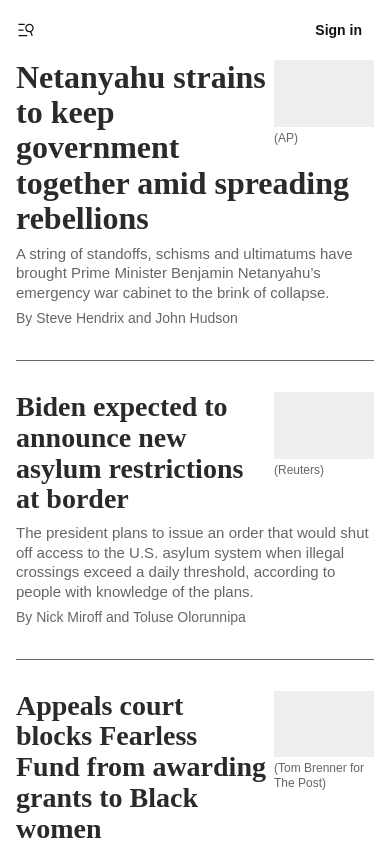 Sign in
Netanyahu strains
to keep
government
together amid spreading
rebellions
(AP)
A string of standoffs, schisms and ultimatums have
brought Prime Minister Benjamin Netanyahu’s
emergency war cabinet to the brink of collapse.
By Steve Hendrix and John Hudson
Biden expected to
announce new
asylum restrictions
at border
(Reuters)
The president plans to issue an order that would shut
off access to the U.S. asylum system when illegal
crossings exceed a daily threshold, according to
people with knowledge of the plans.
By Nick Miroff and Toluse Olorunnipa
Appeals court
blocks Fearless
Fund from awarding
grants to Black
women
(Tom Brenner for
The Post)